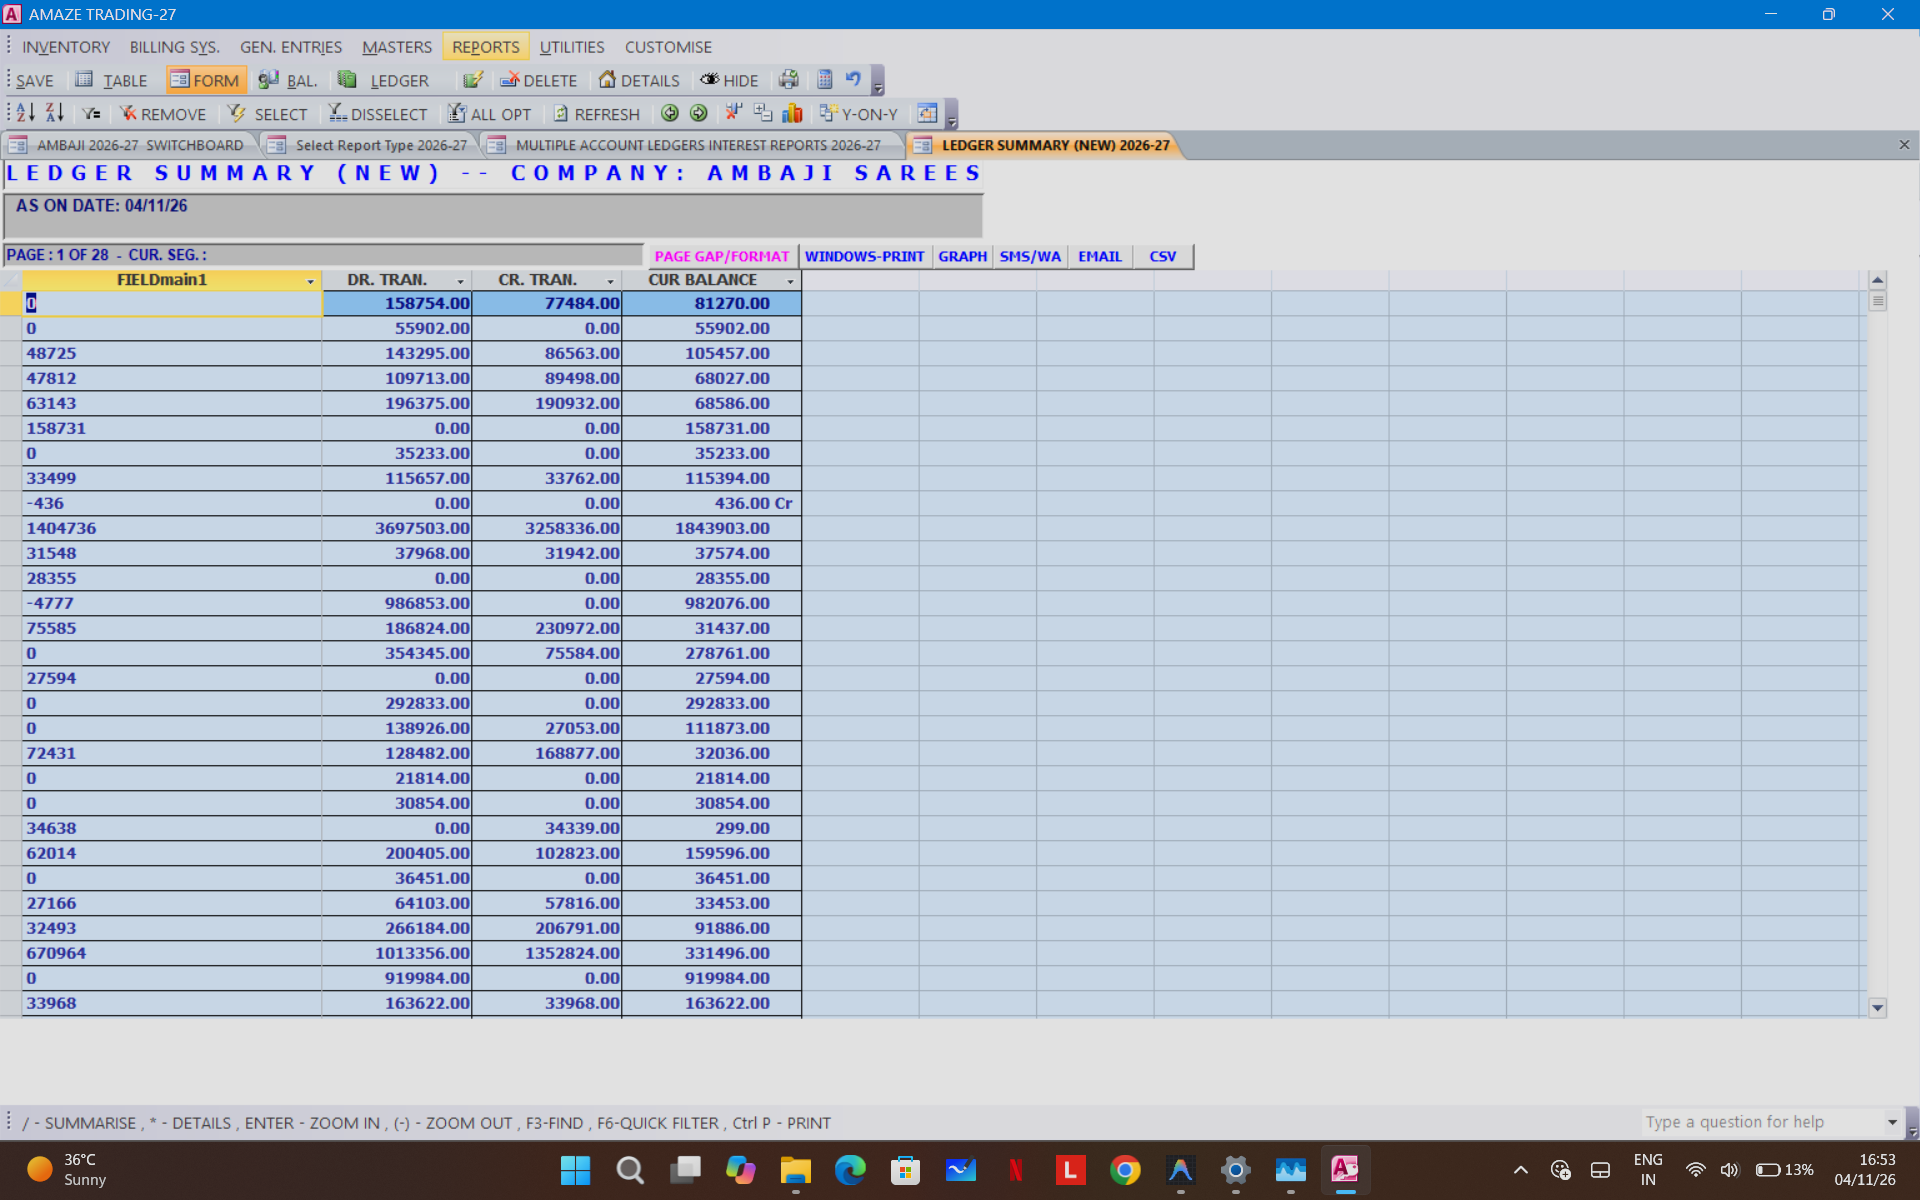 AMAZE TRADING-27
INVENTORY BILLING SYS. GEN. ENTRIES MASTERS REPORTS UTILITIES CUSTOMISE
SAVE TABLE FORM BAL. LEDGER DELETE DETAILS HIDE
REMOVE SELECT DISSELECT ALL OPT REFRESH Y-ON-Y
AMBAJI 2026-27 SWITCHBOARD Select Report Type 2026-27 MULTIPLE ACCOUNT LEDGERS INTEREST REPORTS 2026-27 LEDGER SUMMARY (NEW) 2026-27
LEDGER SUMMARY (NEW) -- COMPANY: AMBAJI SAREES
AS ON DATE: 04/11/26
PAGE : 1 OF 28 - CUR. SEG. : PAGE GAP/FORMAT WINDOWS-PRINT GRAPH SMS/WA EMAIL CSV
FIELDmain1 DR. TRAN. CR. TRAN. CUR BALANCE
0 158754.00 77484.00 81270.00
0 55902.00 0.00 55902.00
48725 143295.00 86563.00 105457.00
47812 109713.00 89498.00 68027.00
63143 196375.00 190932.00 68586.00
158731 0.00 0.00 158731.00
0 35233.00 0.00 35233.00
33499 115657.00 33762.00 115394.00
-436 0.00 0.00 436.00 Cr
1404736 3697503.00 3258336.00 1843903.00
31548 37968.00 31942.00 37574.00
28355 0.00 0.00 28355.00
-4777 986853.00 0.00 982076.00
75585 186824.00 230972.00 31437.00
0 354345.00 75584.00 278761.00
27594 0.00 0.00 27594.00
0 292833.00 0.00 292833.00
0 138926.00 27053.00 111873.00
72431 128482.00 168877.00 32036.00
0 21814.00 0.00 21814.00
0 30854.00 0.00 30854.00
34638 0.00 34339.00 299.00
62014 200405.00 102823.00 159596.00
0 36451.00 0.00 36451.00
27166 64103.00 57816.00 33453.00
32493 266184.00 206791.00 91886.00
670964 1013356.00 1352824.00 331496.00
0 919984.00 0.00 919984.00
33968 163622.00 33968.00 163622.00
/ - SUMMARISE , * - DETAILS , ENTER - ZOOM IN , (-) - ZOOM OUT , F3-FIND , F6-QUICK FILTER , Ctrl P - PRINT Type a question for help
36°C
Sunny
ENG
IN
13%
16:53
04/11/26